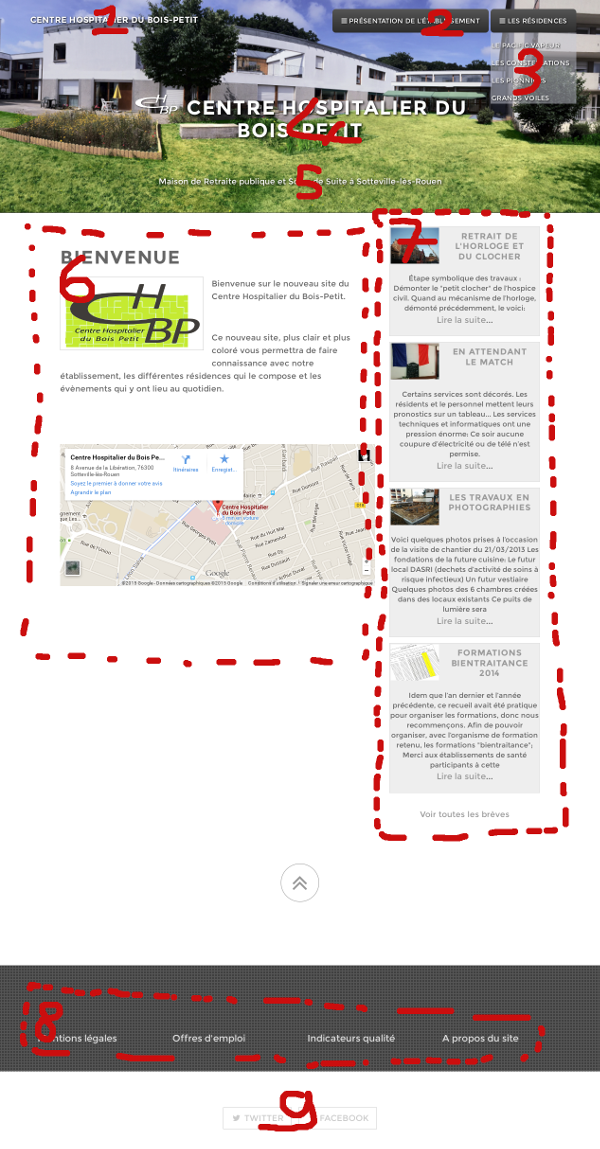 CENTRE HOSPITALIER DU BOIS-PETIT
1
PRÉSENTATION DE L'ÉTABLISSEMENT
2
LES RÉSIDENCES
LE PACIFIC VAPEUR
LES CONSTELLATIONS
LES PIONNIERS
GRANDS VOILES
3
CHBP CENTRE HOSPITALIER DU
BOIS-PETIT
4
5
Maison de Retraite publique et Soins de Suite à Sotteville-lès-Rouen
6
BIENVENUE
CHBP
Centre Hospitalier
du Bois Petit
Bienvenue sur le nouveau site du
Centre Hospitalier du Bois-Petit.
Ce nouveau site, plus clair et plus
coloré vous permettra de faire
connaissance avec notre
établissement, les différentes résidences qui le compose et les
évènements qui y ont lieu au quotidien.
Centre Hospitalier du Bois Pe...
8 Avenue de la Libération, 76300
Sotteville-lès-Rouen
Soyez le premier à donner votre avis
Agrandir le plan
Itinéraires
Enregist...
Centre Hospitalier
du Bois Petit
Google
©2015 Google - Données cartographiques ©2015 Google
Conditions d'utilisation
Signaler une erreur cartographique
7
RETRAIT DE
L'HORLOGE ET
DU CLOCHER
Étape symbolique des travaux :
Démonter le "petit clocher" de l'hospice
civil. Quand au mécanisme de l'horloge,
démonté précédemment, le voici:
Lire la suite...
EN ATTENDANT
LE MATCH
Certains services sont décorés. Les
résidents et le personnel mettent leurs
pronostics sur un tableau... Les services
techniques et informatiques ont une
pression énorme: Ce soir aucune
coupure d'électricité ou de télé n'est
permise.
Lire la suite...
LES TRAVAUX EN
PHOTOGRAPHIES
Voici quelques photos prises à l'occasion
de la visite de chantier du 21/03/2013 Les
fondations de la future cuisine: Le futur
local DASRI (dechets d'activité de soins à
risque infectieux) Un futur vestiaire
Quelques photos des 6 chambres créées
dans des locaux existants Ce puits de
lumière sera
Lire la suite...
FORMATIONS
BIENTRAITANCE
2014
Idem que l'an dernier et l'année
précédente, ce recueil avait été pratique
pour organiser les formations, donc nous
recommençons. Afin de pouvoir
organiser, avec l'organisme de formation
retenu, les formations "bientraitance";
Merci aux établissements de santé
participants à cette
Lire la suite...
Voir toutes les brèves
8
Mentions légales
Offres d'emploi
Indicateurs qualité
A propos du site
9
TWITTER
FACEBOOK